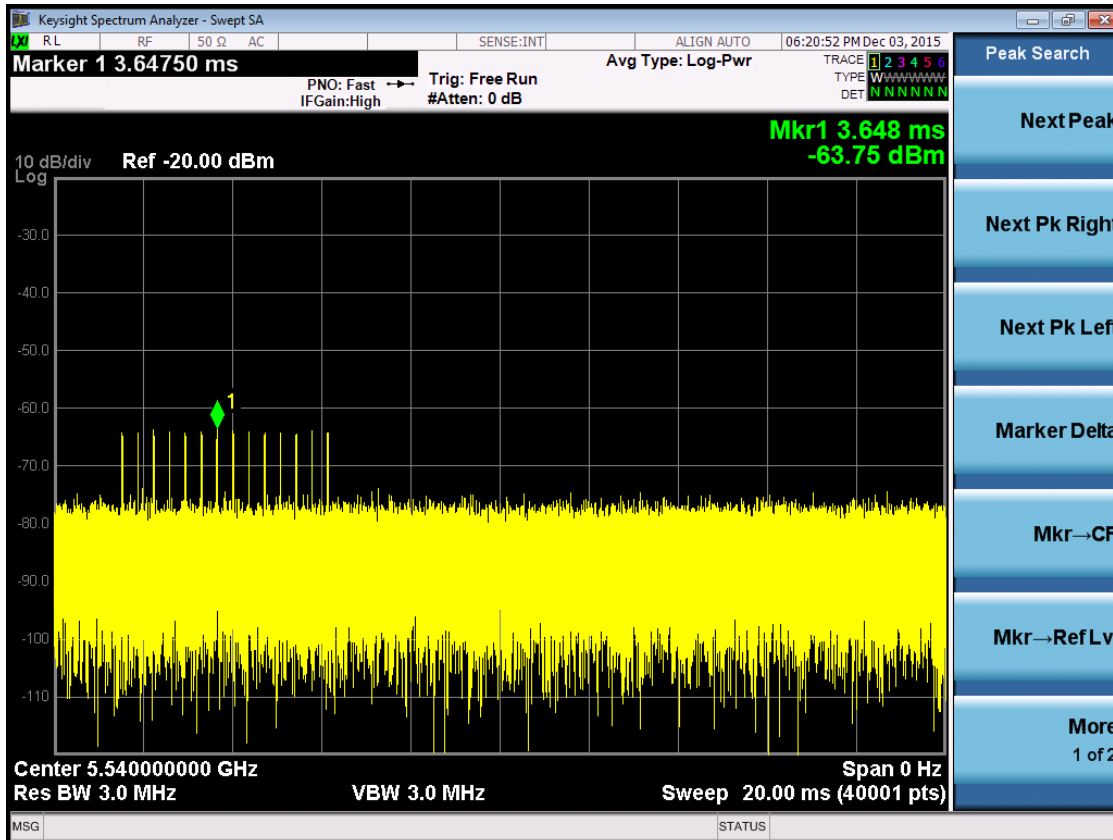 Keysight Spectrum Analyzer - Swept SA
LXI RL RF 50 Ω AC SENSE:INT ALIGN AUTO 06:20:52 PM Dec 03, 2015
Marker 1 3.64750 ms
PNO: Fast
IFGain:High
Trig: Free Run
#Atten: 0 dB
Avg Type: Log-Pwr
TRACE 1 2 3 4 5 6
TYPE WWWWWWW
DET N N N N N N
Mkr1 3.648 ms
-63.75 dBm
10 dB/div Ref -20.00 dBm
Log
-30.0
-40.0
-50.0
-60.0
-70.0
-80.0
-90.0
-100
-110
1
Center 5.540000000 GHz
Span 0 Hz
Res BW 3.0 MHz
VBW 3.0 MHz
Sweep 20.00 ms (40001 pts)
MSG
STATUS
Peak Search
Next Peak
Next Pk Right
Next Pk Left
Marker Delta
Mkr→CF
Mkr→Ref Lv
More
1 of 2